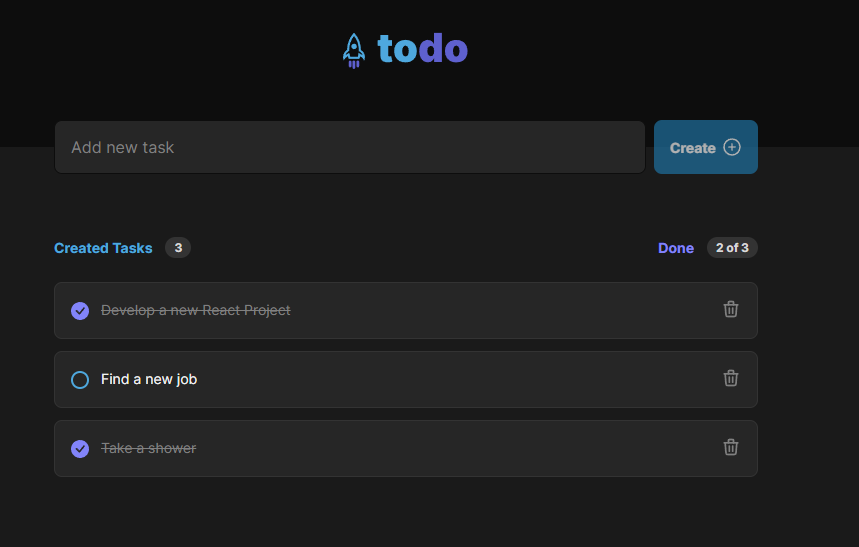 todo
Add new task
Create
Created Tasks 3
Done 2 of 3
Develop a new React Project
Find a new job
Take a shower